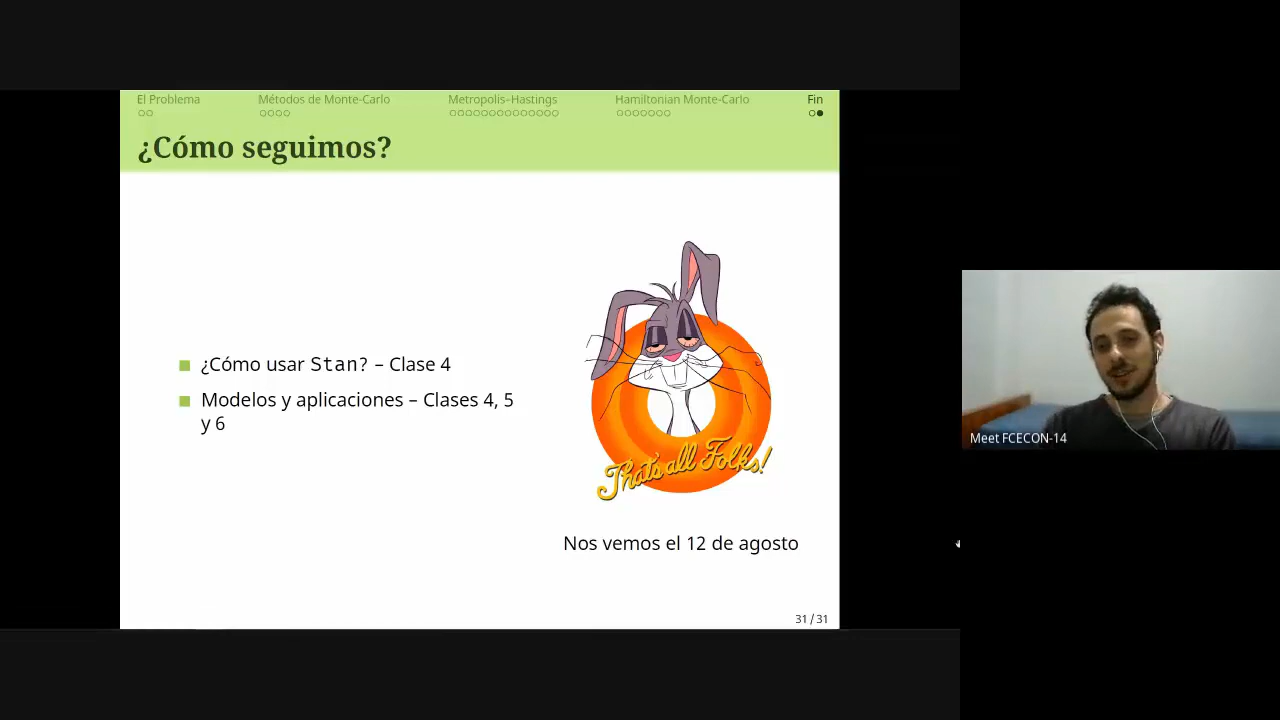 El Problema
Métodos de Monte-Carlo
Metropolis–Hastings
Hamiltonian Monte-Carlo
Fin
¿Cómo seguimos?
¿Cómo usar Stan? – Clase 4
Modelos y aplicaciones – Clases 4, 5
y 6
That's all Folks!
Nos vemos el 12 de agosto
31 / 31
Meet FCECON-14